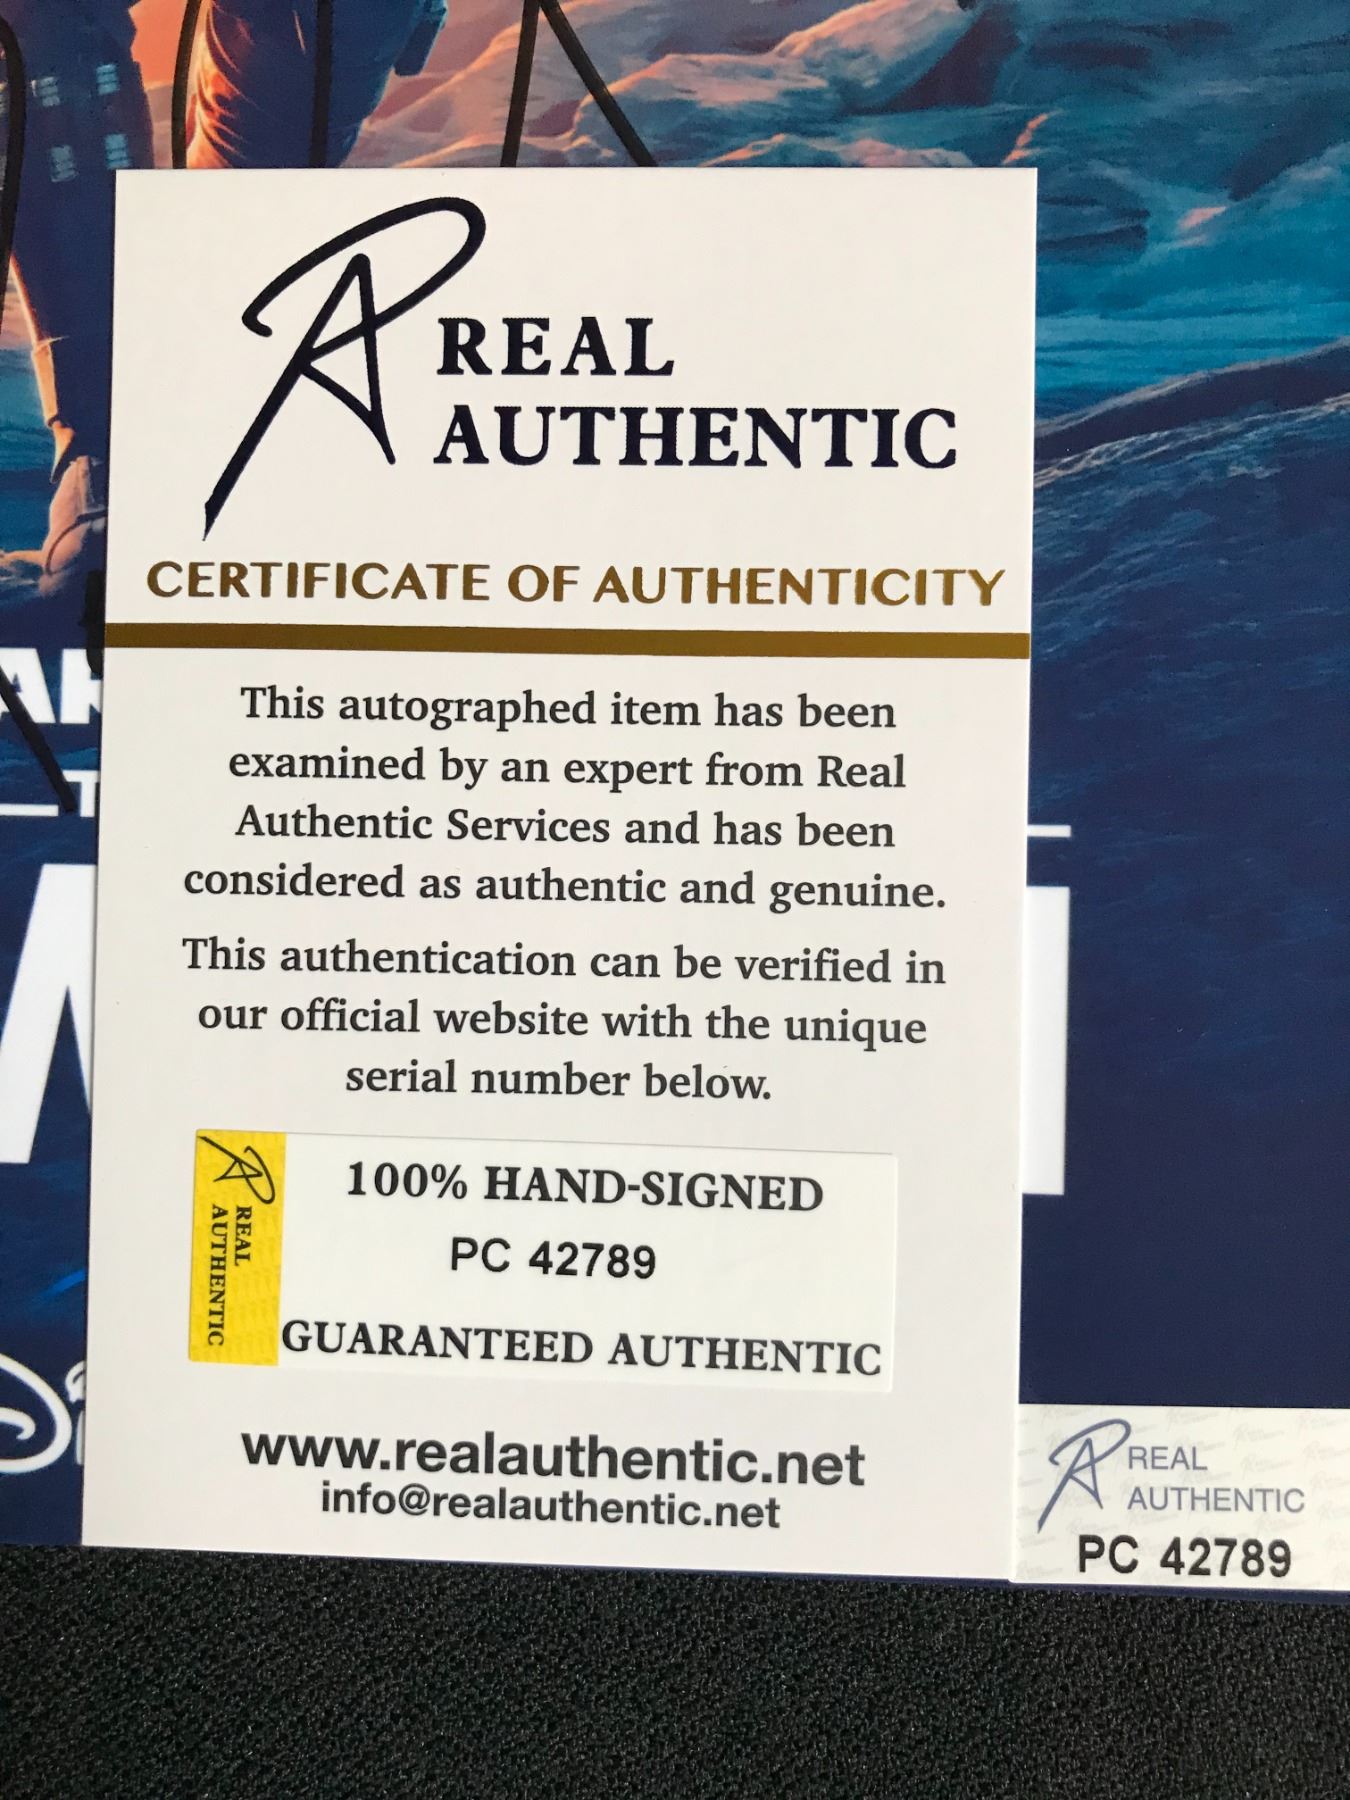 REAL
AUTHENTIC
CERTIFICATE OF AUTHENTICITY
This autographed item has been
examined by an expert from Real
Authentic Services and has been
considered as authentic and genuine.
This authentication can be verified in
our official website with the unique
serial number below.
REAL
AUTHENTIC
100% HAND-SIGNED
PC 42789
GUARANTEED AUTHENTIC
www.realauthentic.net
info@realauthentic.net
REAL
AUTHENTIC
PC 42789